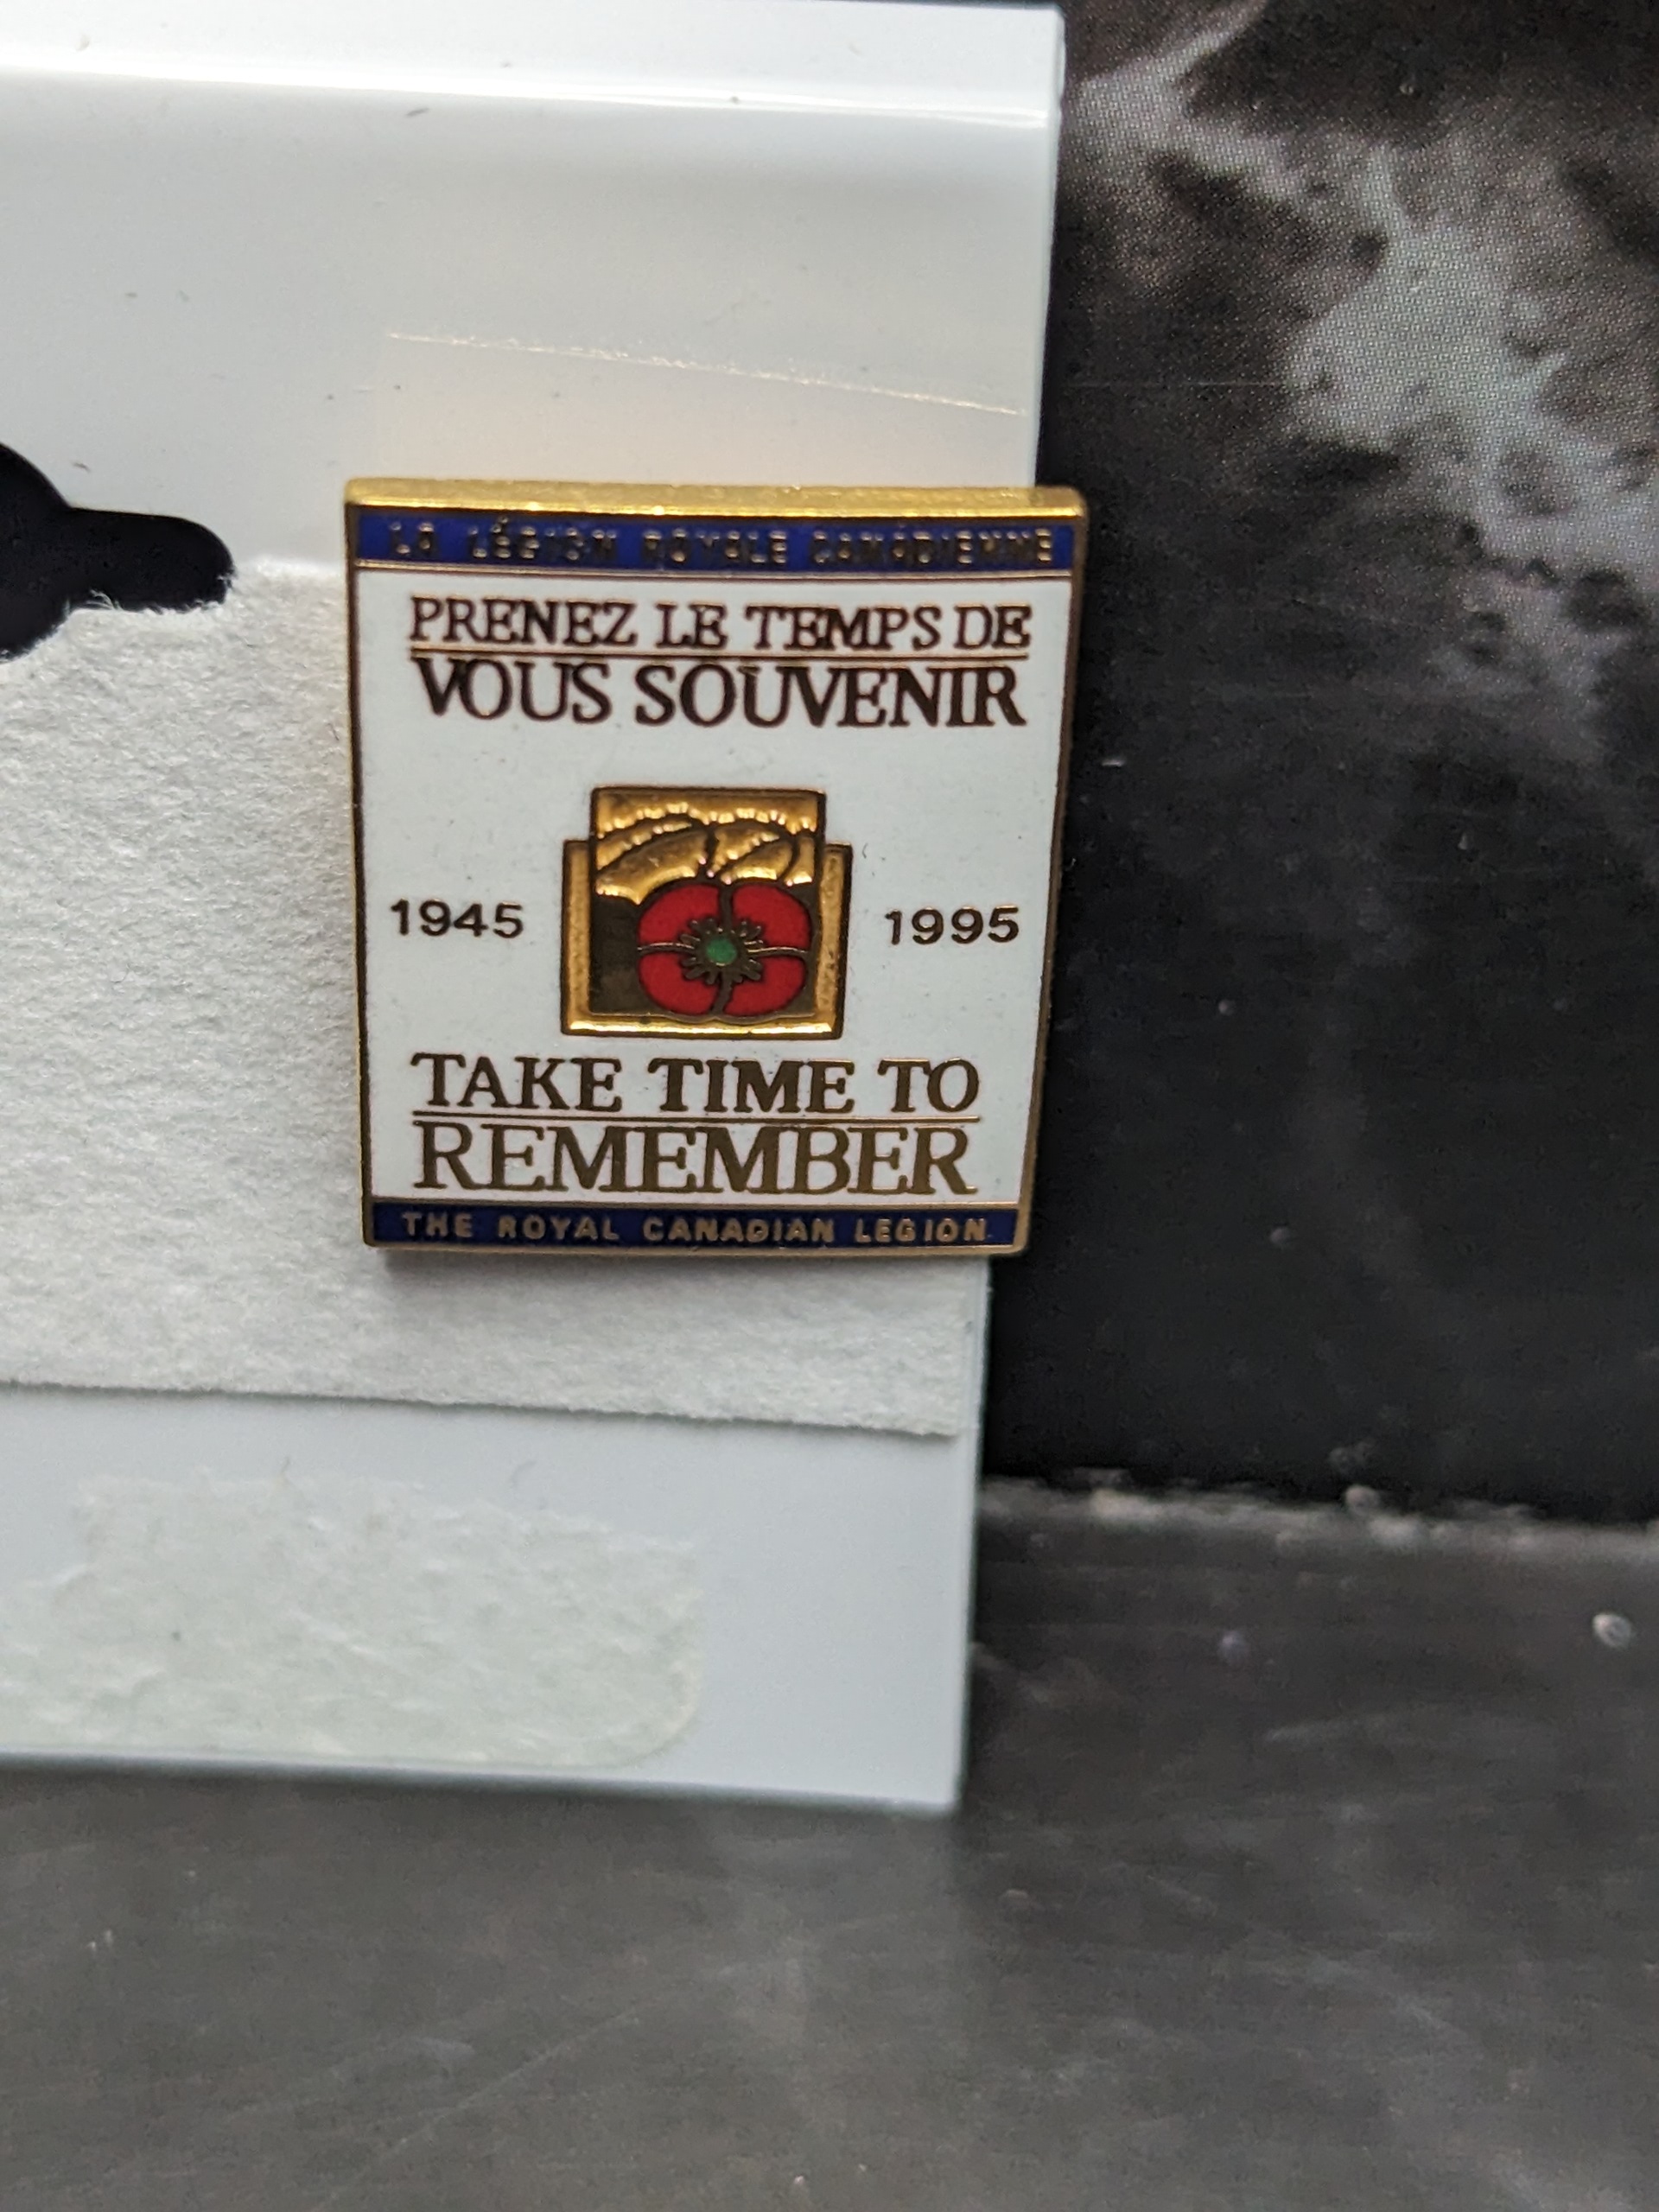 LA LÉGION ROYALE CANADIENNE
PRENEZ LE TEMPS DE
VOUS SOUVENIR
1945 1995
TAKE TIME TO
REMEMBER
THE ROYAL CANADIAN LEGION